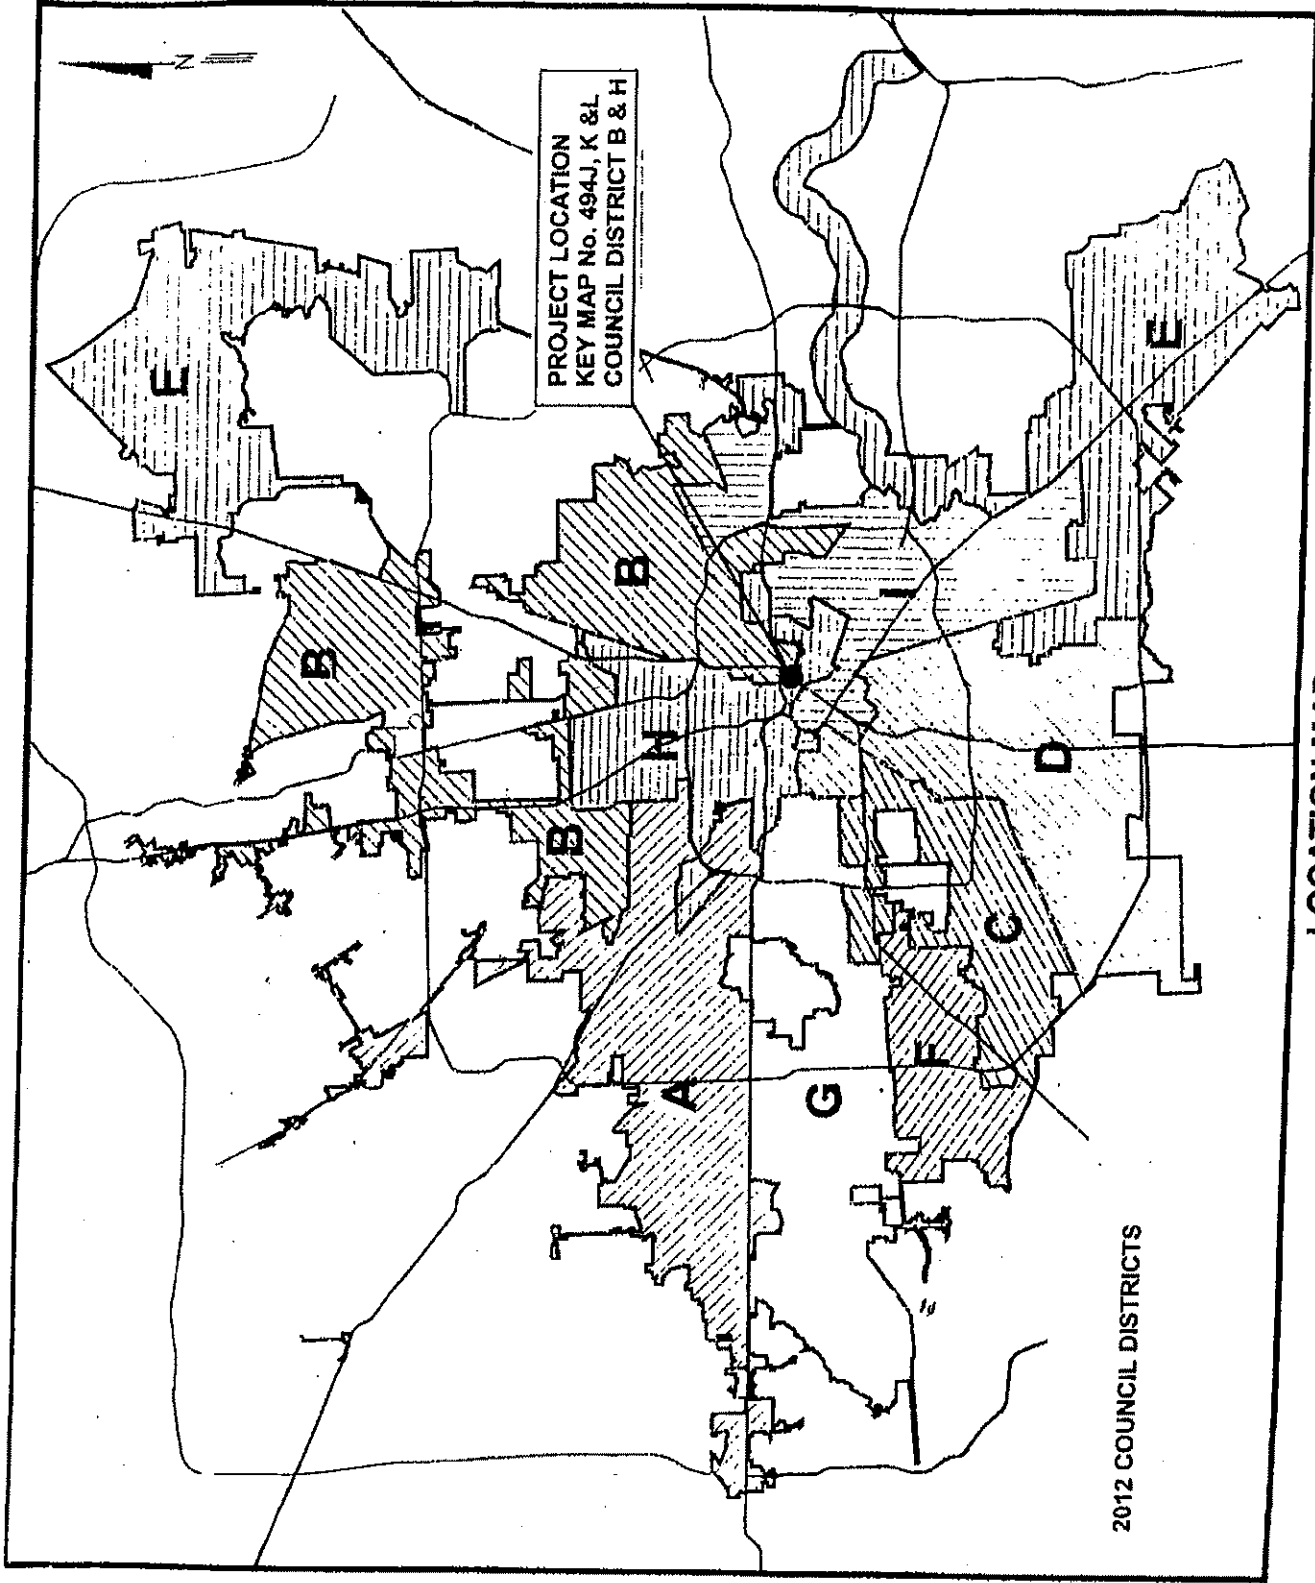 N
PROJECT LOCATION
KEY MAP No. 494J, K &L
COUNCIL DISTRICT B & H
E
B
B
B
H
A
G
I
E
D
C
F
2012 COUNCIL DISTRICTS